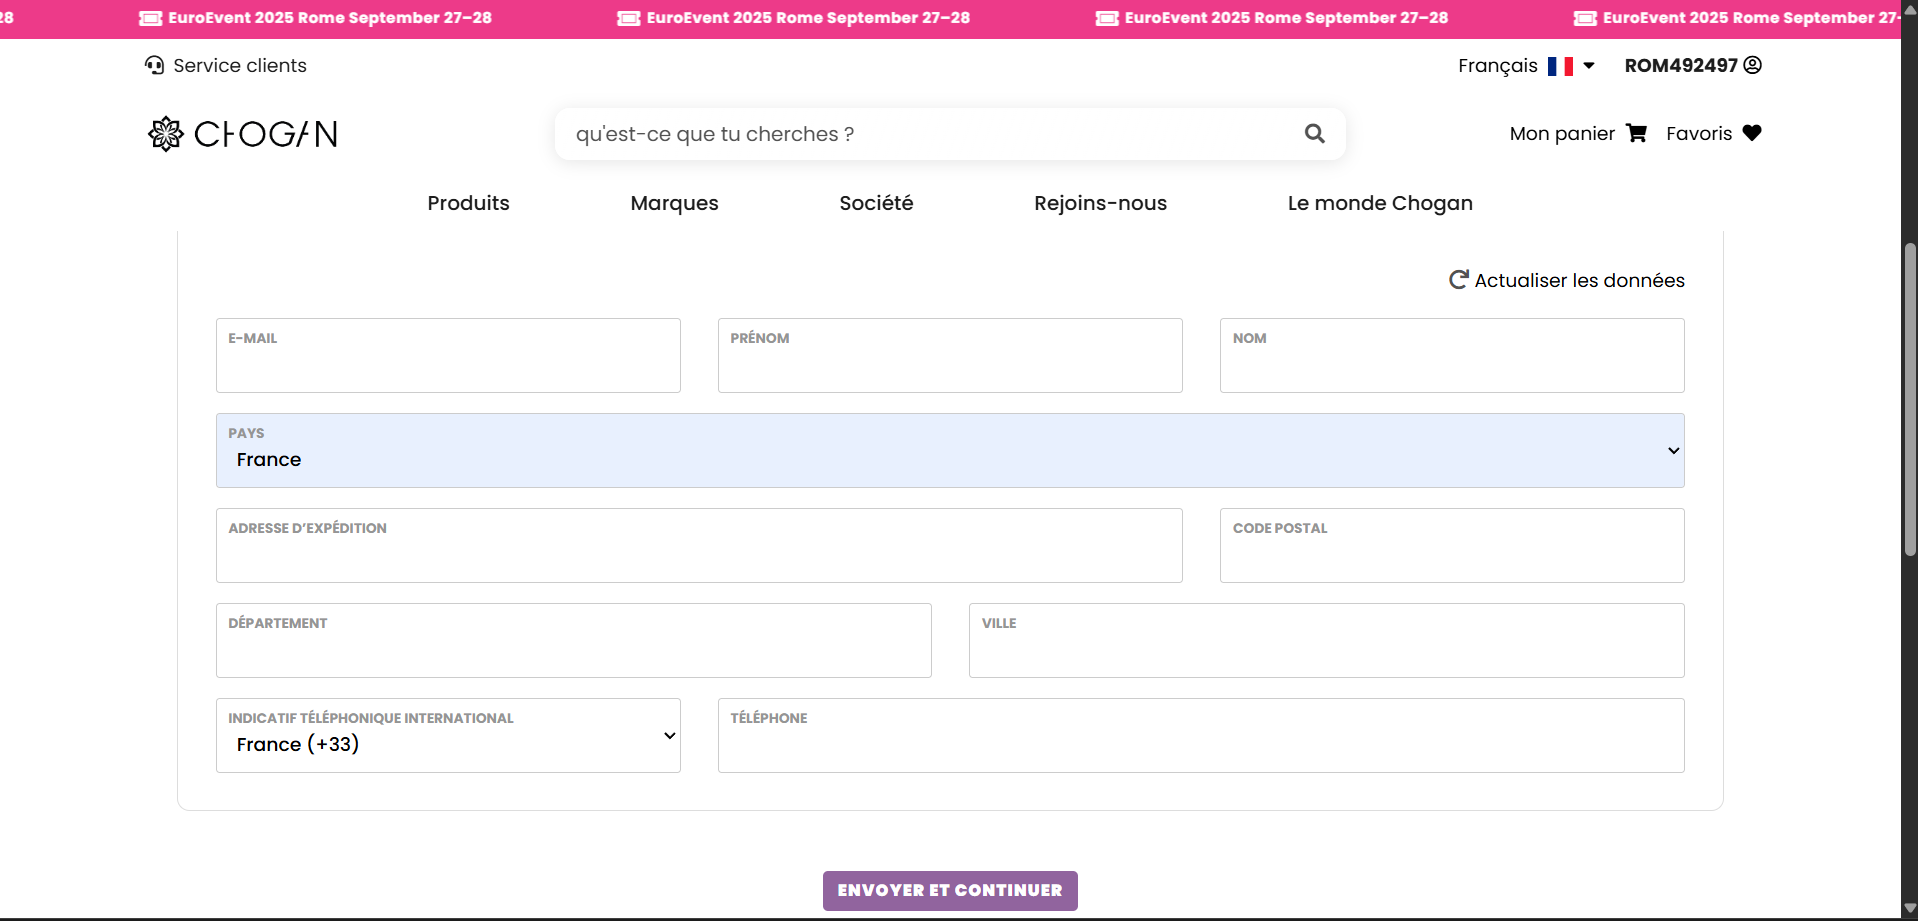 28 EuroEvent 2025 Rome September 27–28 EuroEvent 2025 Rome September 27–28 EuroEvent 2025 Rome September 27–28 EuroEvent 2025 Rome September 27-
Service clients Français ROM492497
CHOGAN qu'est-ce que tu cherches ? Mon panier Favoris
Produits Marques Société Rejoins-nous Le monde Chogan
Actualiser les données
E-MAIL PRÉNOM NOM
PAYS
France
ADRESSE D’EXPÉDITION CODE POSTAL
DÉPARTEMENT VILLE
INDICATIF TÉLÉPHONIQUE INTERNATIONAL TÉLÉPHONE
France (+33)
ENVOYER ET CONTINUER